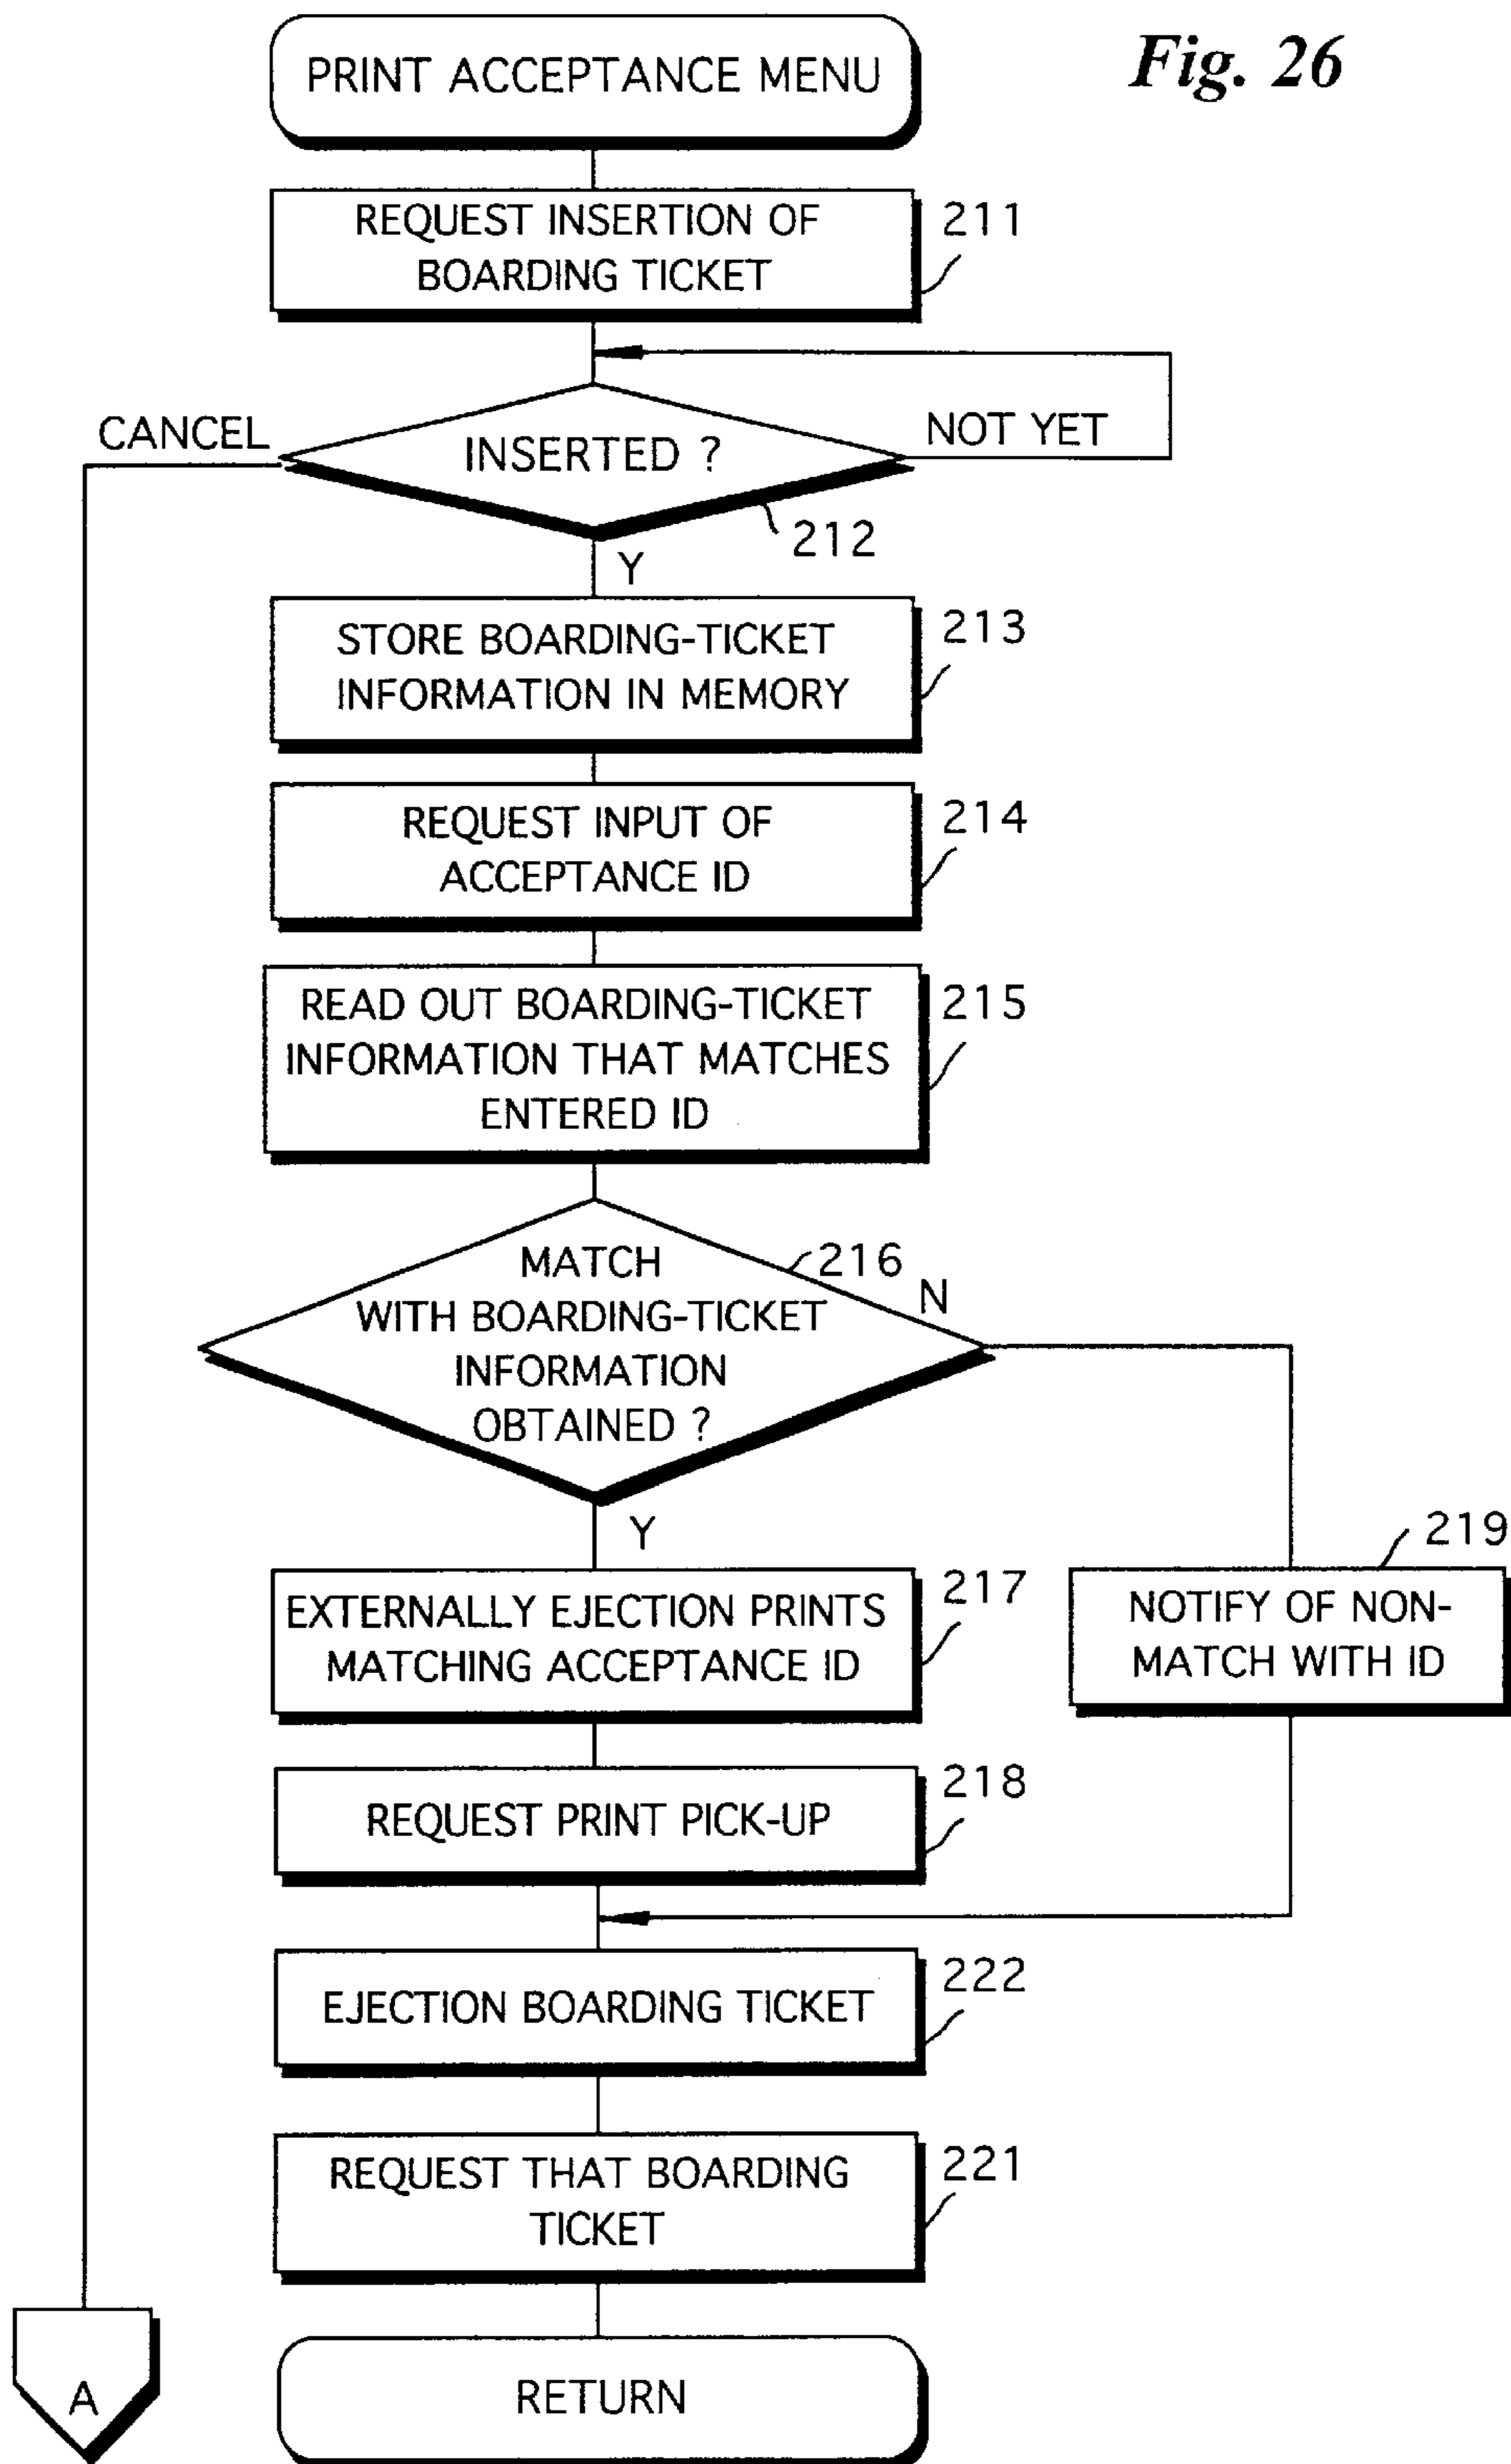 Fig. 26
PRINT ACCEPTANCE MENU
REQUEST INSERTION OF
BOARDING TICKET
211
CANCEL
INSERTED ?
NOT YET
212
Y
STORE BOARDING-TICKET
INFORMATION IN MEMORY
213
REQUEST INPUT OF
ACCEPTANCE ID
214
READ OUT BOARDING-TICKET
INFORMATION THAT MATCHES
ENTERED ID
215
MATCH
WITH BOARDING-TICKET
INFORMATION
OBTAINED ?
216
N
Y
EXTERNALLY EJECTION PRINTS
MATCHING ACCEPTANCE ID
217
219
NOTIFY OF NON-
MATCH WITH ID
REQUEST PRINT PICK-UP
218
EJECTION BOARDING TICKET
222
REQUEST THAT BOARDING
TICKET
221
A
RETURN